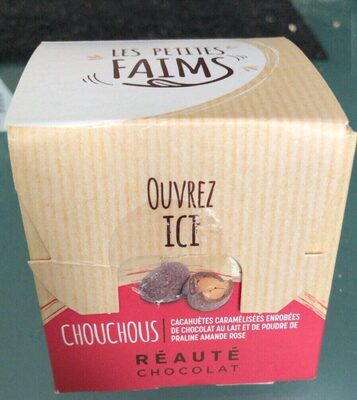 LES PETITES
FAIMS
OUVREZ
ICI
CHOUCHOUS
CACAHUÈTES CARAMÉLISÉES ENROBÉES
DE CHOCOLAT AU LAIT ET DE POUDRE DE
PRALINE AMANDE ROSE
RÉAUTÉ
CHOCOLAT